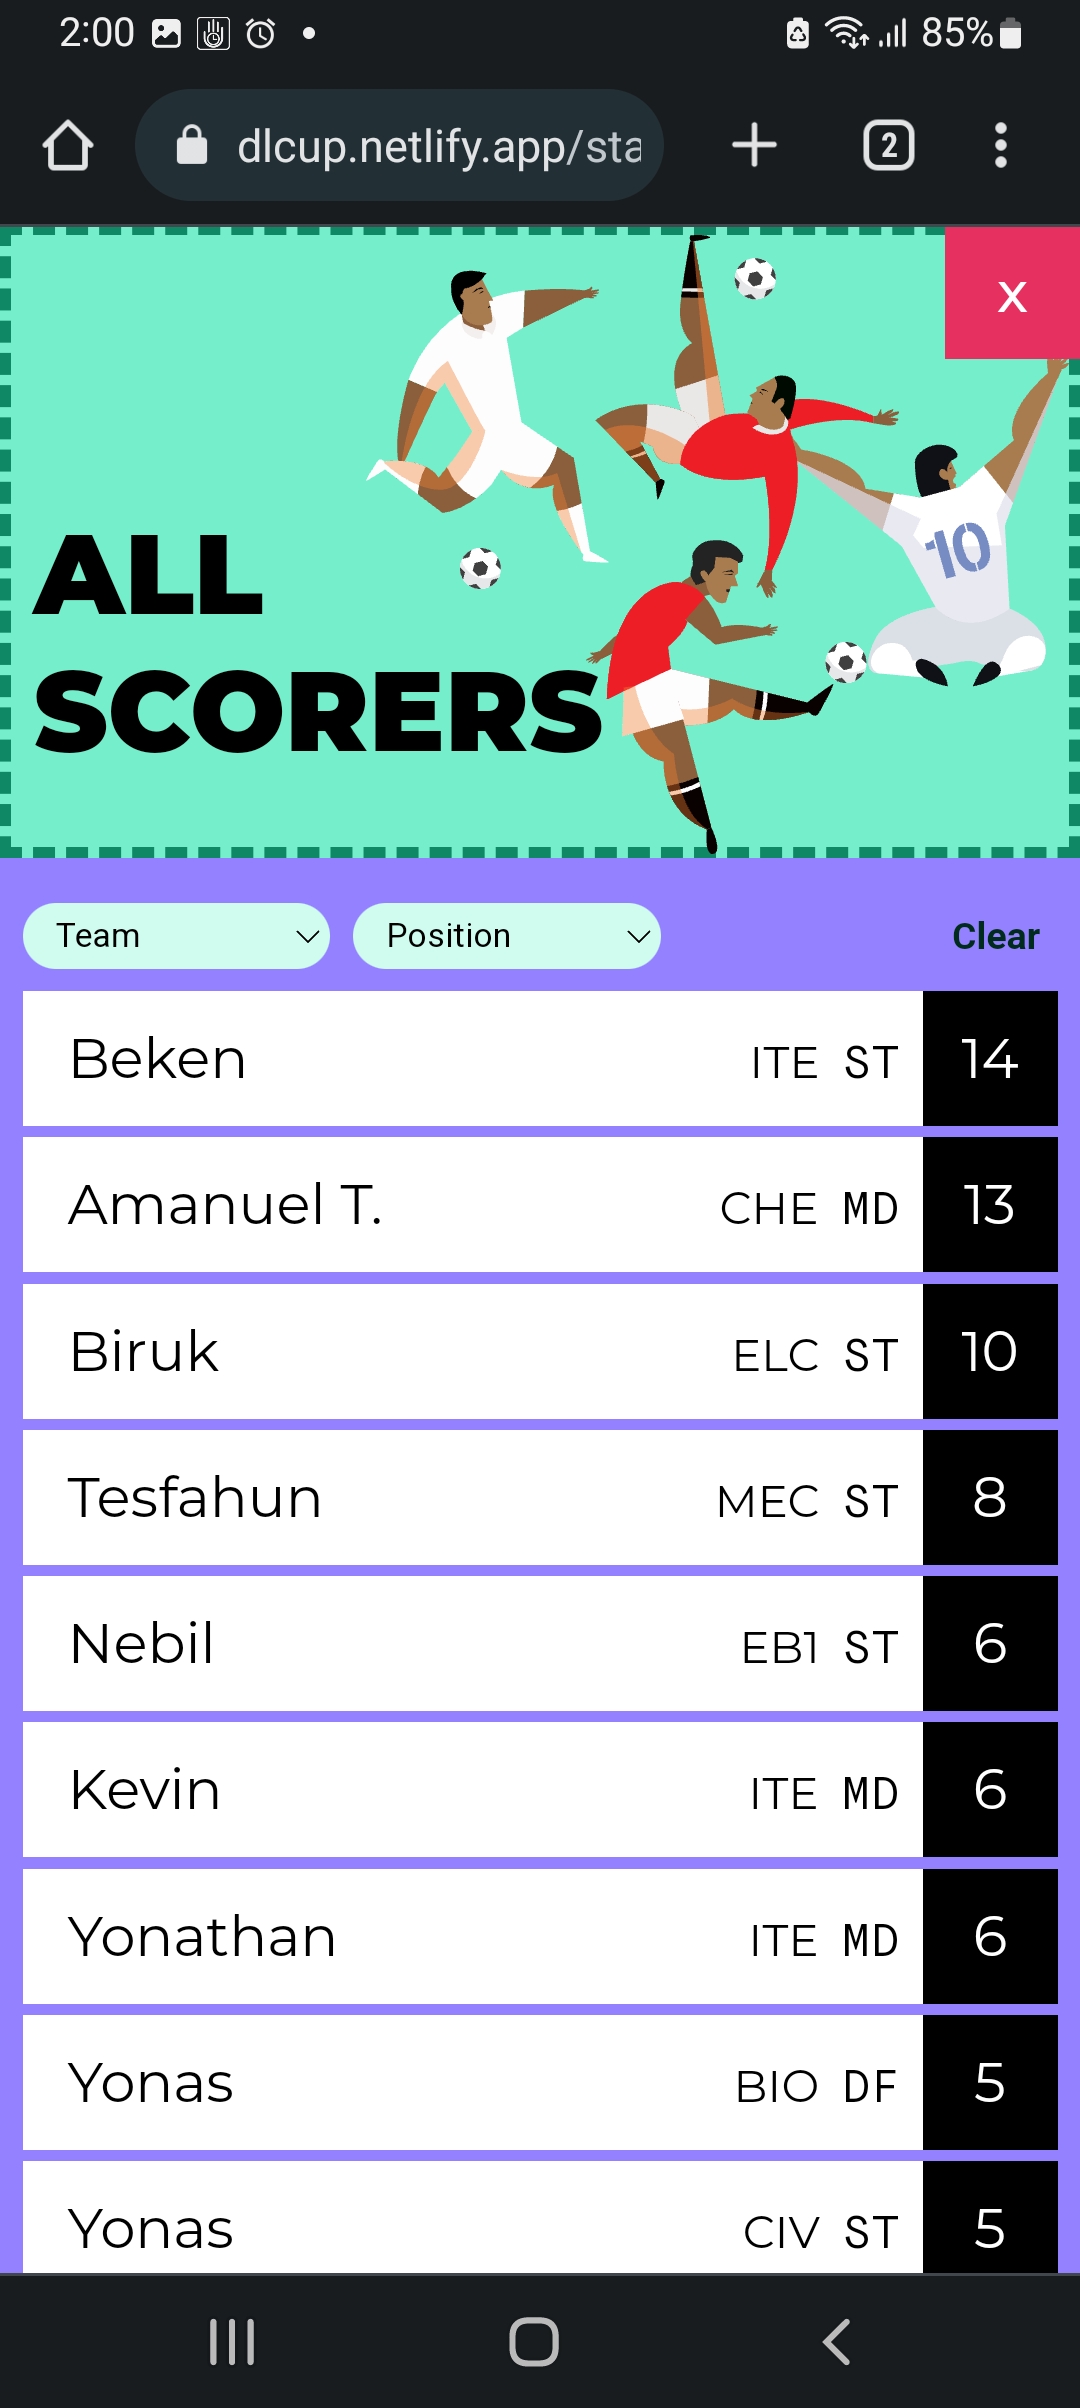 2:00 85%
dlcup.netlify.app/sta
2
x
10
ALL
SCORERS
Team Position Clear
Beken ITE ST 14
Amanuel T. CHE MD 13
Biruk ELC ST 10
Tesfahun MEC ST 8
Nebil EB1 ST 6
Kevin ITE MD 6
Yonathan ITE MD 6
Yonas BIO DF 5
Yonas CIV ST 5